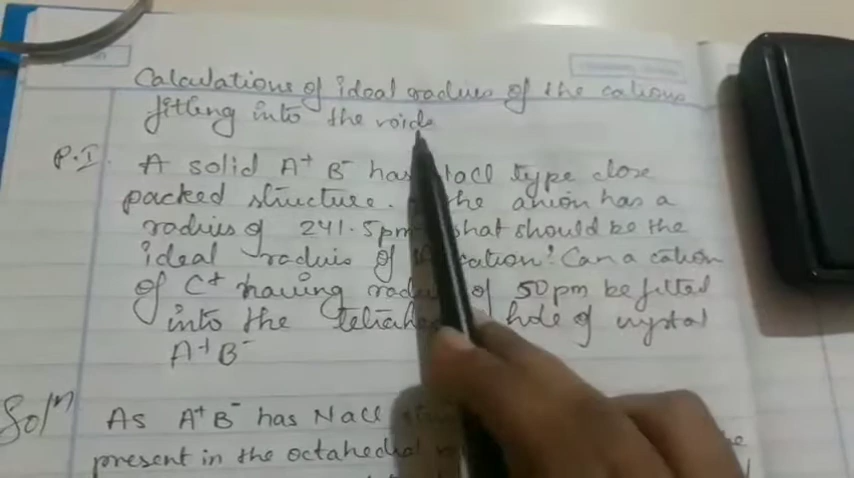 Calculations of ideal radius of the cations
fitting into the voids
P.I. A solid A+ B- has NaCl type close
packed structure. the anion has a
radius of 241.5pm what should be the
ideal radius of cation? Can a cation
of C+ having radius of 50pm be fitted
into the hole of crystal
A+B-
Solⁿ As A+ B- has NaCl
present in the octahedral